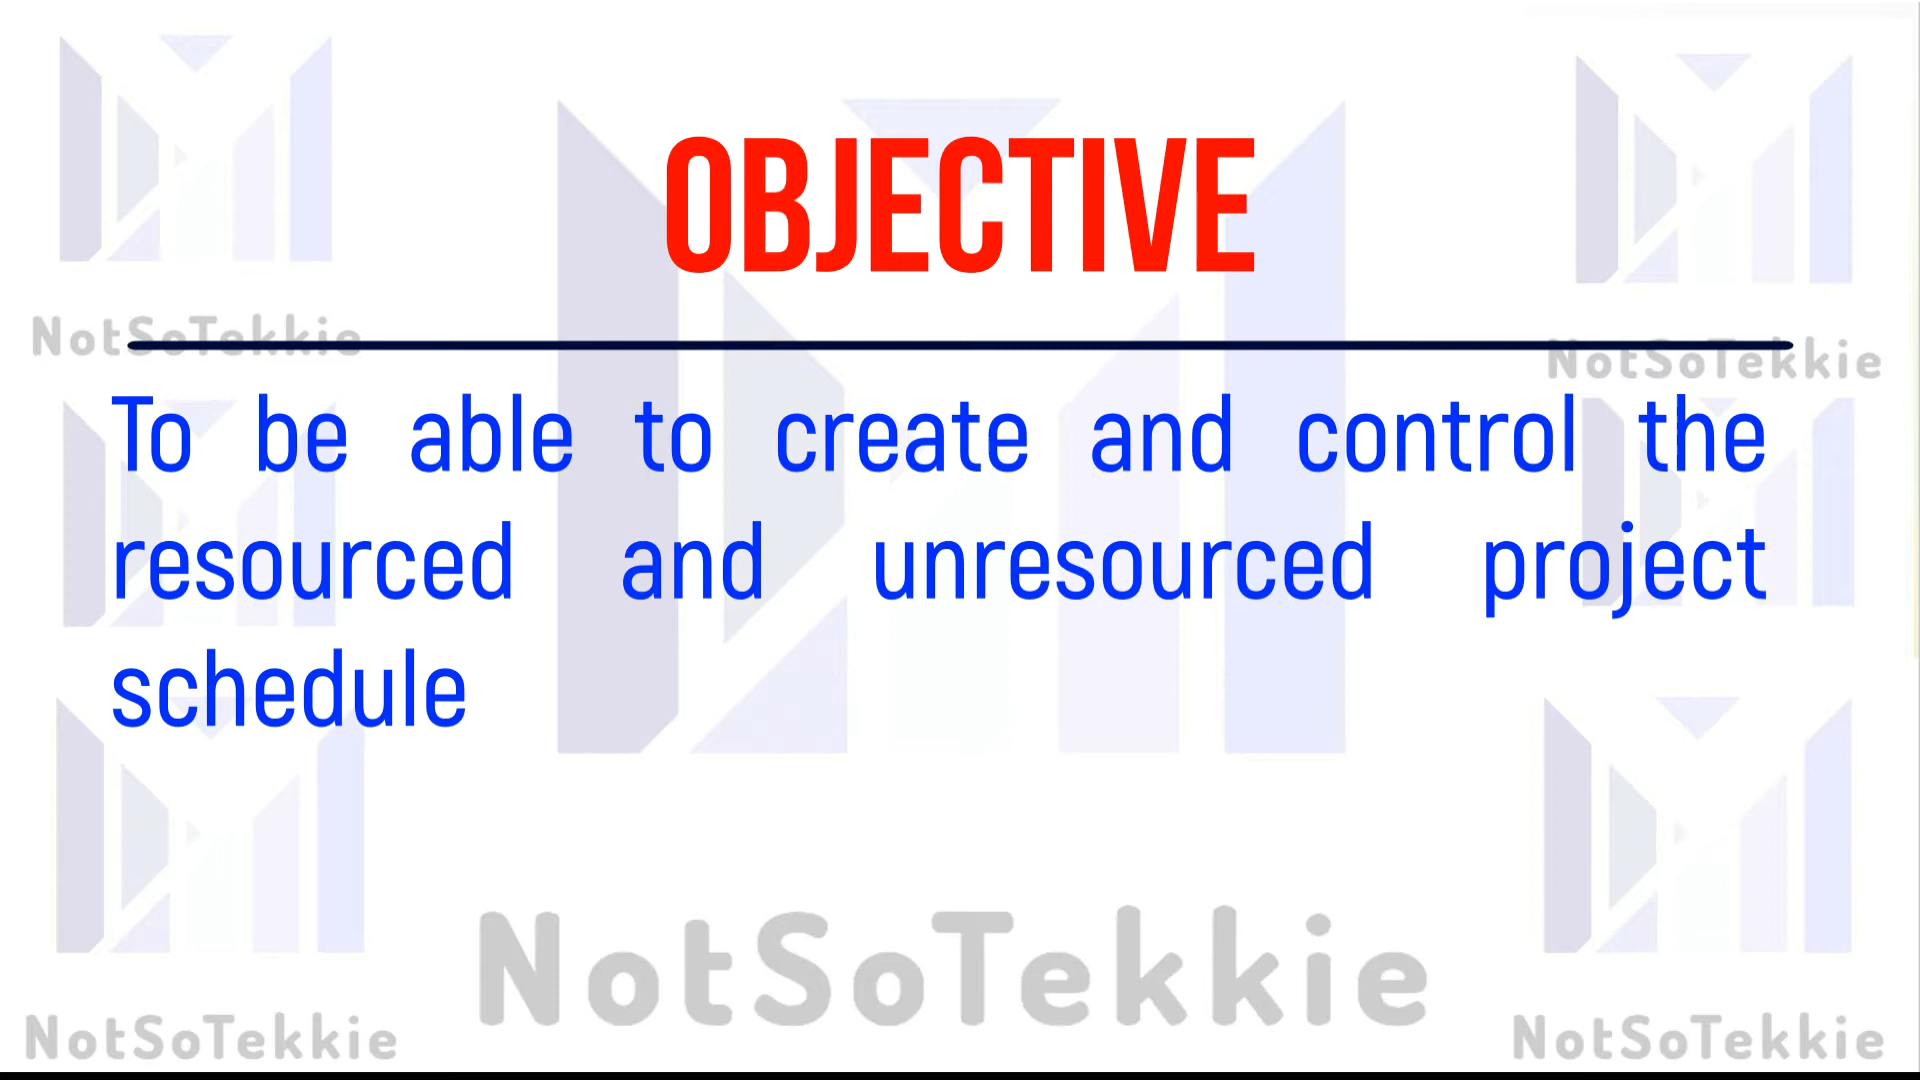 OBJECTIVE
NotSoTekkie
NotSoTekkie
To be able to create and control the
resourced and unresourced project
schedule
NotSoTekkie
NotSoTekkie
NotSoTekkie